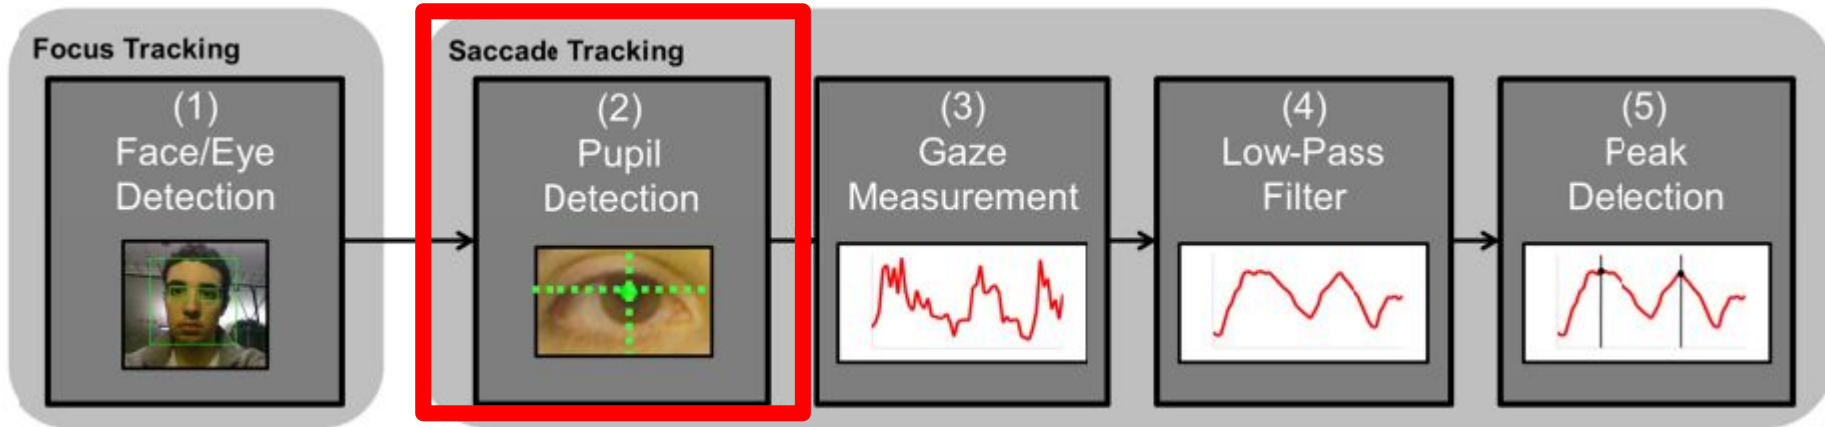 Focus Tracking
(1)
Face/Eye
Detection
Saccade Tracking
(2)
Pupil
Detection
(3)
Gaze
Measurement
(4)
Low-Pass
Filter
(5)
Peak
Detection